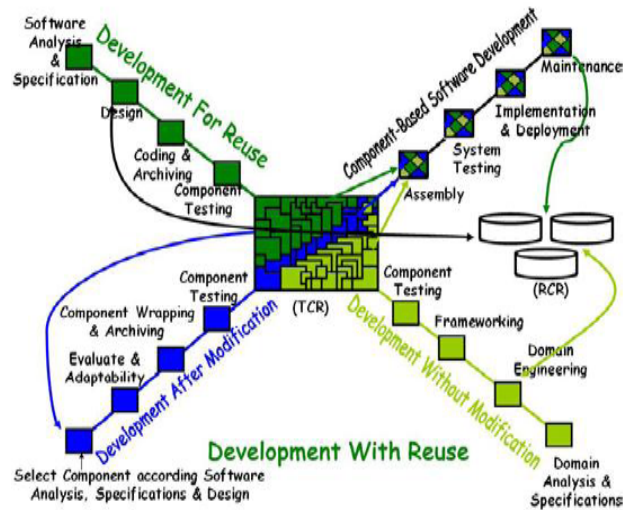 Software
Analysis
&
Specification
Design
Coding &
Archiving
Component
Testing
Development For Reuse
Component-Based Software Development
Maintenance
Implementation
& Deployment
System
Testing
Assembly
(TCR)
(RCR)
Component
Testing
Component Wrapping
& Archiving
Evaluate &
Adaptability
Development After Modification
Select Component according Software
Analysis, Specifications & Design
Component
Testing
Frameworking
Domain
Engineering
Domain
Analysis &
Specifications
Development Without Modification
Development With Reuse